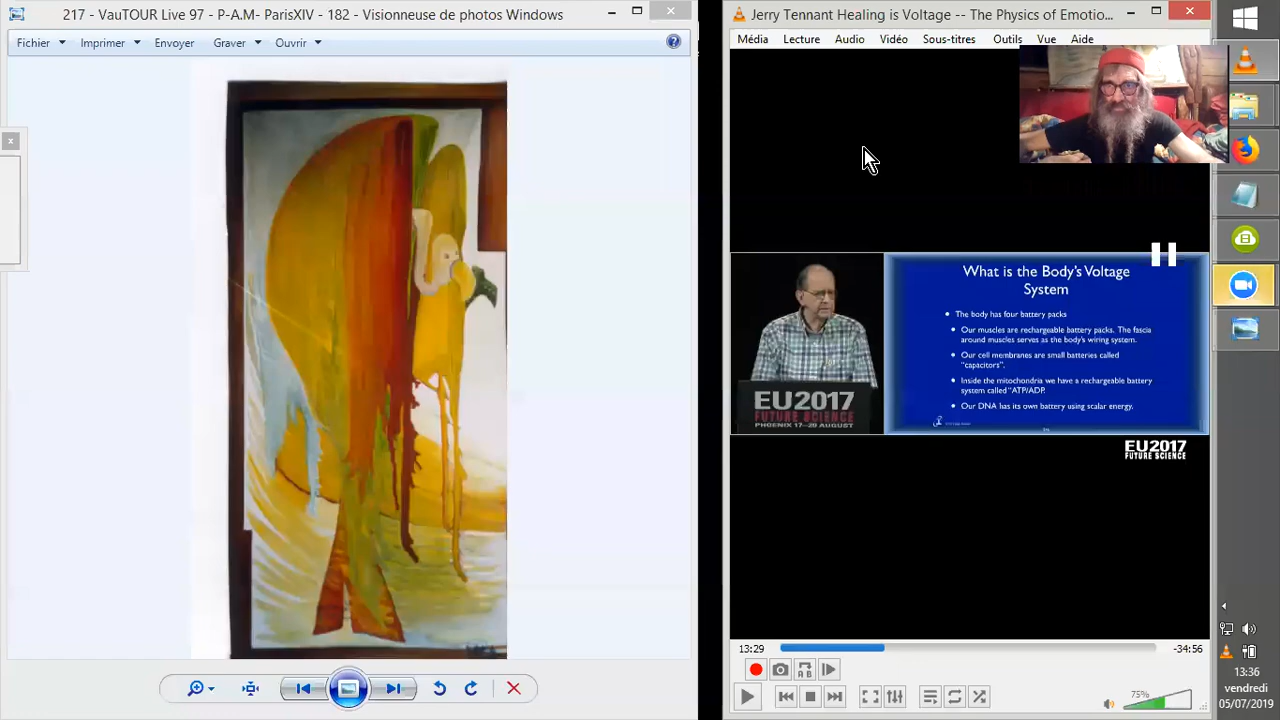 217 - VauTOUR Live 97 - P-A.M. Parkity - 182 - Visionneuse de photos Windows
Fichier Imprimer Envoyer Graver Ouvrir
Jerry Tennant Healing is Voltage -- The Physics of Emotio...
Média Lecture Audio Vidéo Sous-titres Outils Vue Aide
What is the Body's Voltage
System
The body has four battery packs
Our muscles are rechargeable battery packs. The fascia
around muscles serves as the body's wiring system.
Our cell membranes are small batteries called
"capacitors".
Inside the mitochondria we have a rechargeable battery
system called "ATP/ADP.
Our DNA has its own battery using scalar energy.
EU2017
FUTURE SCIENCE
PHOENIX 17-20 AUGUST
EU2017
FUTURE SCIENCE
13:29
-34:56
A B
75%
13:36
vendredi
05/07/2019